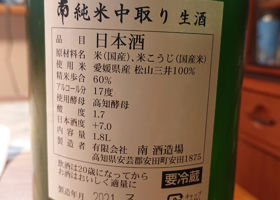 南 純米中取り 生酒
品目 日本酒
原材料名 米(国産)、米こうじ(国産米)
使用米 愛媛県産 松山三井100%
精米歩合 60%
アルコール分 17度
使用酵母 高知酵母
酸度 1.7
日本酒度 +7.0
内容量 1.8L
製造者 有限会社 南 酒造場
高知県安芸郡安田町安田1875
飲酒は20歳になってから
お酒はおいしく適量に
要冷蔵
製造年月 2021.